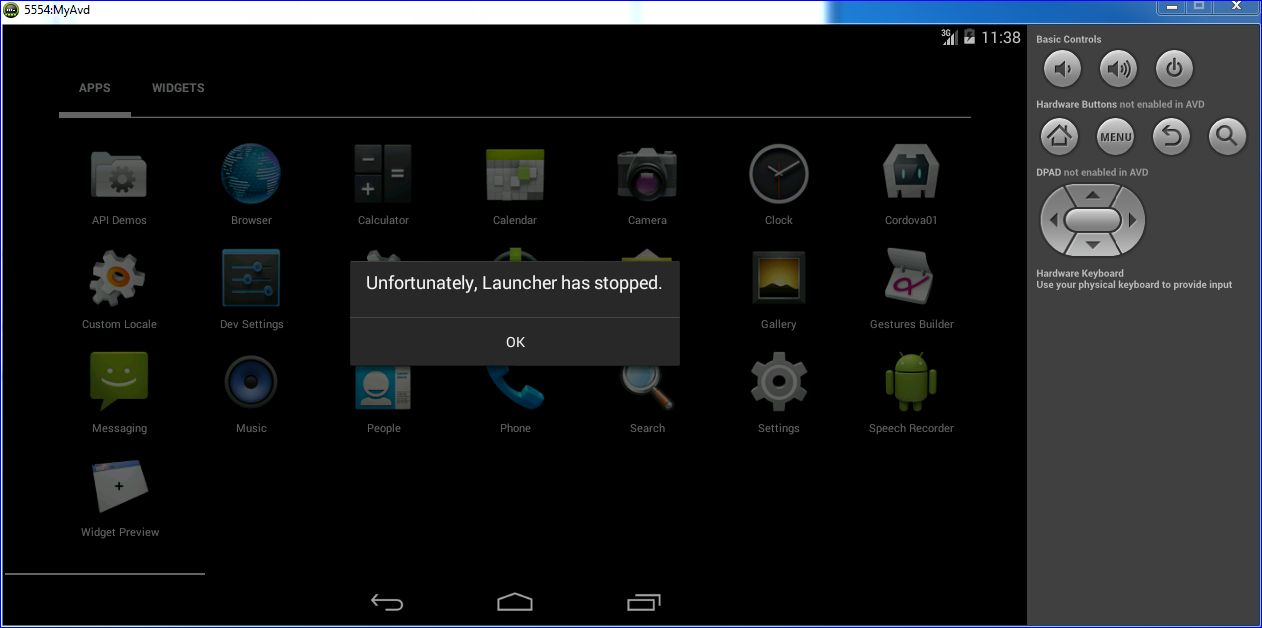 5554:MyAvd
3G 11:38
APPS WIDGETS
API Demos Browser Calculator Calendar Camera Clock Cordova01
Custom Locale Dev Settings Gallery Gestures Builder
Unfortunately, Launcher has stopped.
OK
Messaging Music People Phone Search Settings Speech Recorder
Widget Preview
Basic Controls
Hardware Buttons not enabled in AVD
MENU
DPAD not enabled in AVD
Hardware Keyboard
Use your physical keyboard to provide input